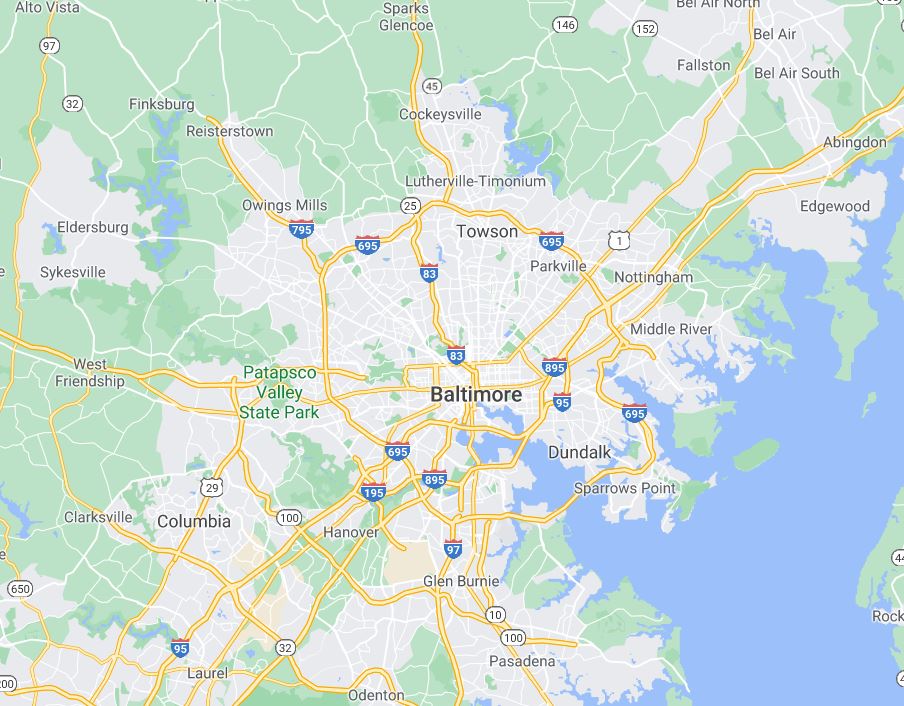 Alto Vista
Sparks
Glencoe
Bel Air North
146
152
97
Bel Air
Fallston
Bel Air South
45
32
Finksburg
Cockeysville
Reisterstown
Abingdon
Lutherville-Timonium
Owings Mills
25
Edgewood
Eldersburg
795
Towson
695
695
1
Sykesville
83
Parkville
Nottingham
Middle River
83
West
Friendship
895
Patapsco
Valley
State Park
Baltimore
95
695
695
Dundalk
895
195
Sparrows Point
29
Clarksville
Columbia
100
Hanover
97
Glen Burnie
650
10
Rock
100
95
32
Pasadena
Laurel
200
Odenton